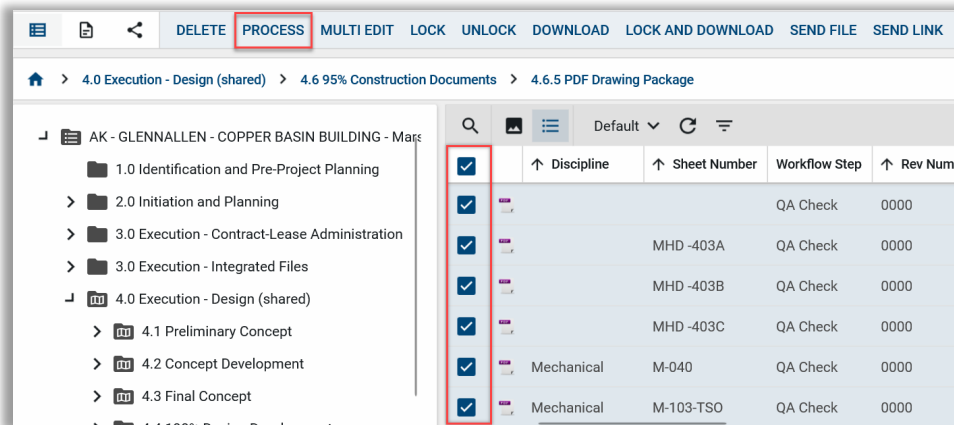 DELETE PROCESS MULTI EDIT LOCK UNLOCK DOWNLOAD LOCK AND DOWNLOAD SEND FILE SEND LINK
4.0 Execution - Design (shared) > 4.6 95% Construction Documents > 4.6.5 PDF Drawing Package
AK - GLENNALLEN - COPPER BASIN BUILDING - Mars
1.0 Identification and Pre-Project Planning
2.0 Initiation and Planning
3.0 Execution - Contract-Lease Administration
3.0 Execution - Integrated Files
4.0 Execution - Design (shared)
4.1 Preliminary Concept
4.2 Concept Development
4.3 Final Concept
Default
Discipline Sheet Number Workflow Step Rev Num
QA Check 0000
MHD -403A QA Check 0000
MHD -403B QA Check 0000
MHD -403C QA Check 0000
Mechanical M-040 QA Check 0000
Mechanical M-103-TSO QA Check 0000